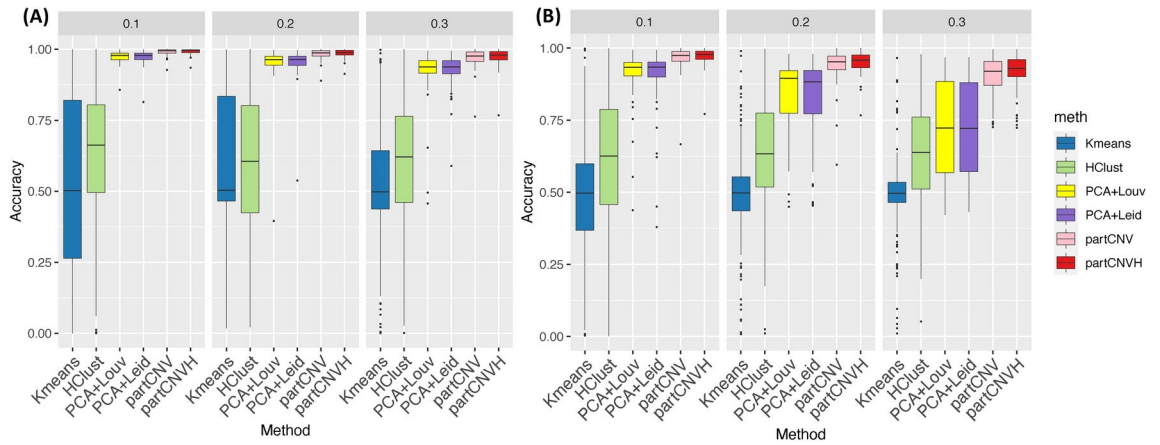 (A)
0.1
0.2
0.3
Accuracy
1.00
0.75
0.50
0.25
0.00
Kmeans
HClust
PCA+Louv
PCA+Leid
partCNV
partCNVH
Kmeans
HClust
PCA+Louv
PCA+Leid
partCNV
partCNVH
Kmeans
HClust
PCA+Louv
PCA+Leid
partCNV
partCNVH
Method
(B)
0.1
0.2
0.3
Accuracy
1.00
0.75
0.50
0.25
0.00
Kmeans
HClust
PCA+Louv
PCA+Leid
partCNV
partCNVH
Kmeans
HClust
PCA+Louv
PCA+Leid
partCNV
partCNVH
Kmeans
HClust
PCA+Louv
PCA+Leid
partCNV
partCNVH
Method
meth
Kmeans
HClust
PCA+Louv
PCA+Leid
partCNV
partCNVH